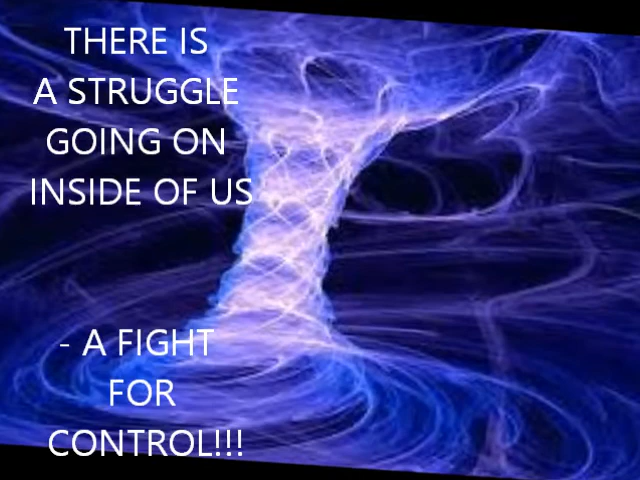 THERE IS
A STRUGGLE
GOING ON
INSIDE OF US
- A FIGHT
FOR
CONTROL!!!